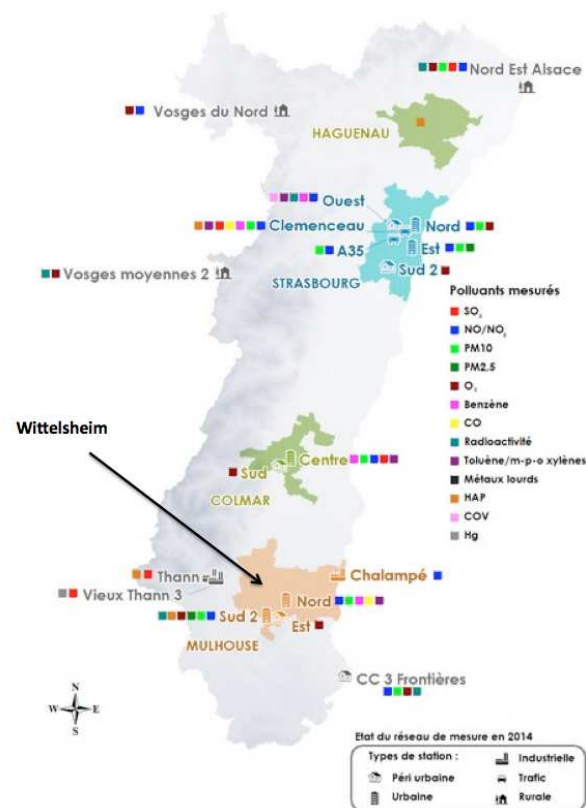 Nord Est Alsace
Vosges du Nord
HAGUENAU
Ouest
Clemenceau
Nord
A35
Est
Sud 2
Vosges moyennes 2
STRASBOURG
Polluants mesurés
SO₂
NO/NO₂
PM10
PM2,5
O₃
Benzène
CO
Radioactivité
Toluène/m-p-o xylènes
Métaux lourds
HAP
COV
Hg
Wittelsheim
Centre
Sud
COLMAR
Thann
Chalampé
Vieux Thann 3
Nord
Sud 2
Est
MULHOUSE
CC 3 Frontières
N
W E
S
Etat du réseau de mesure en 2014
Types de station :
Industrielle
Péri urbaine
Trafic
Urbaine
Rurale